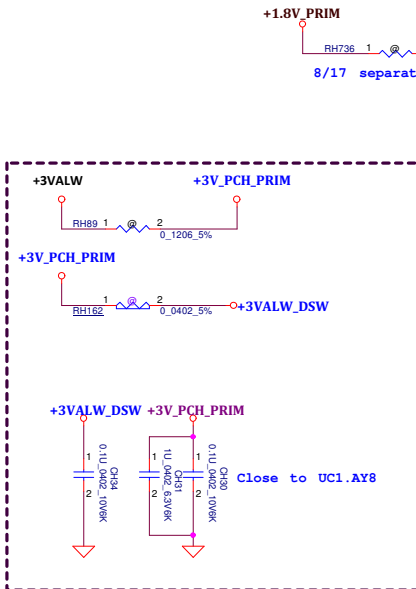 +1.8V_PRIM
RH736 1 @
8/17 separat
+3VALW
+3V_PCH_PRIM
RH89 1 @ 2
0_1206_5%
+3V_PCH_PRIM
1 @ 2
RH162
0_0402_5%
+3VALW_DSW
+3VALW_DSW
+3V_PCH_PRIM
1
2
CH34
0.1U_0402_10V6K
1
2
CH31
1U_0402_6.3V6K
1
2
CH30
0.1U_0402_10V6K
Close to UC1.AY8